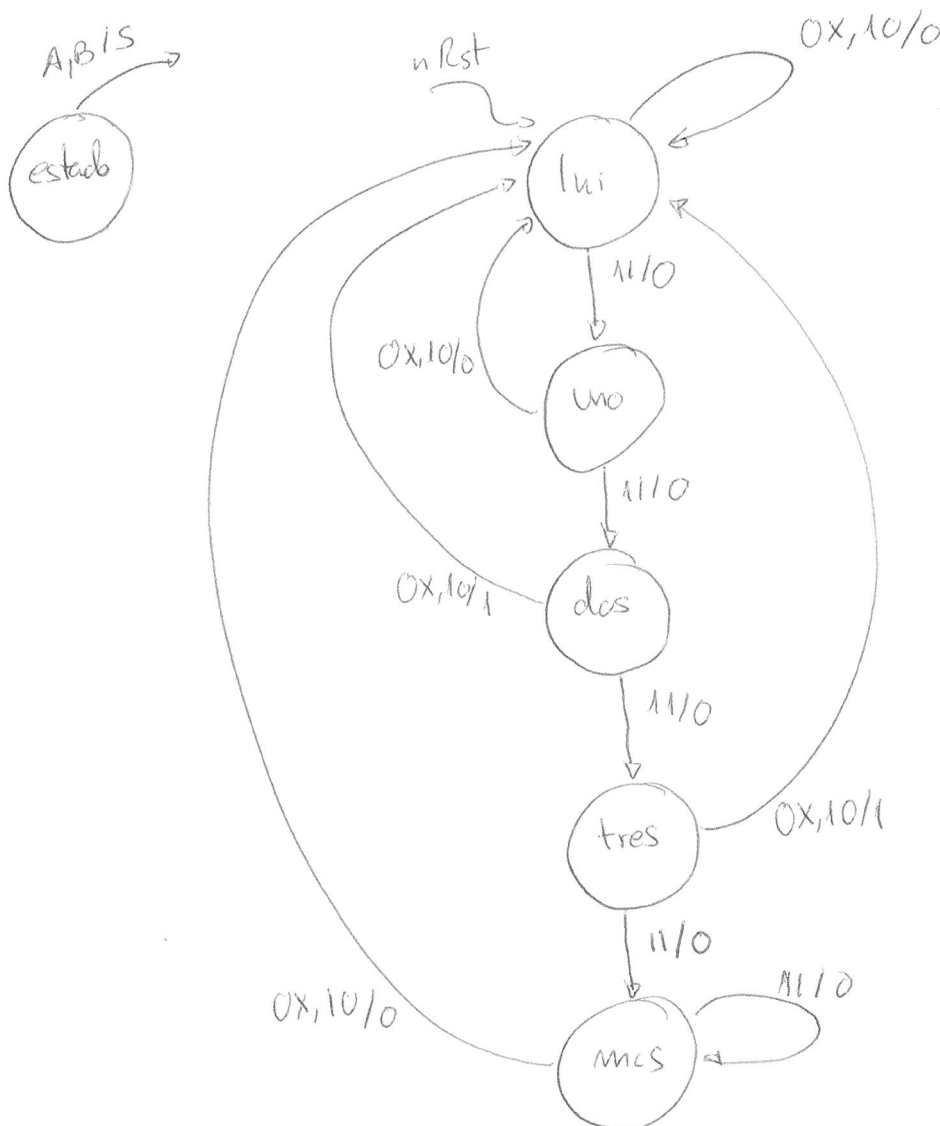 A,B/S
estado
nRst
0X,10/0
Ini
11/0
0X,10/0
uno
11/0
0X,10/1
dos
11/0
tres
0X,10/1
11/0
0X,10/0
11/0
mas